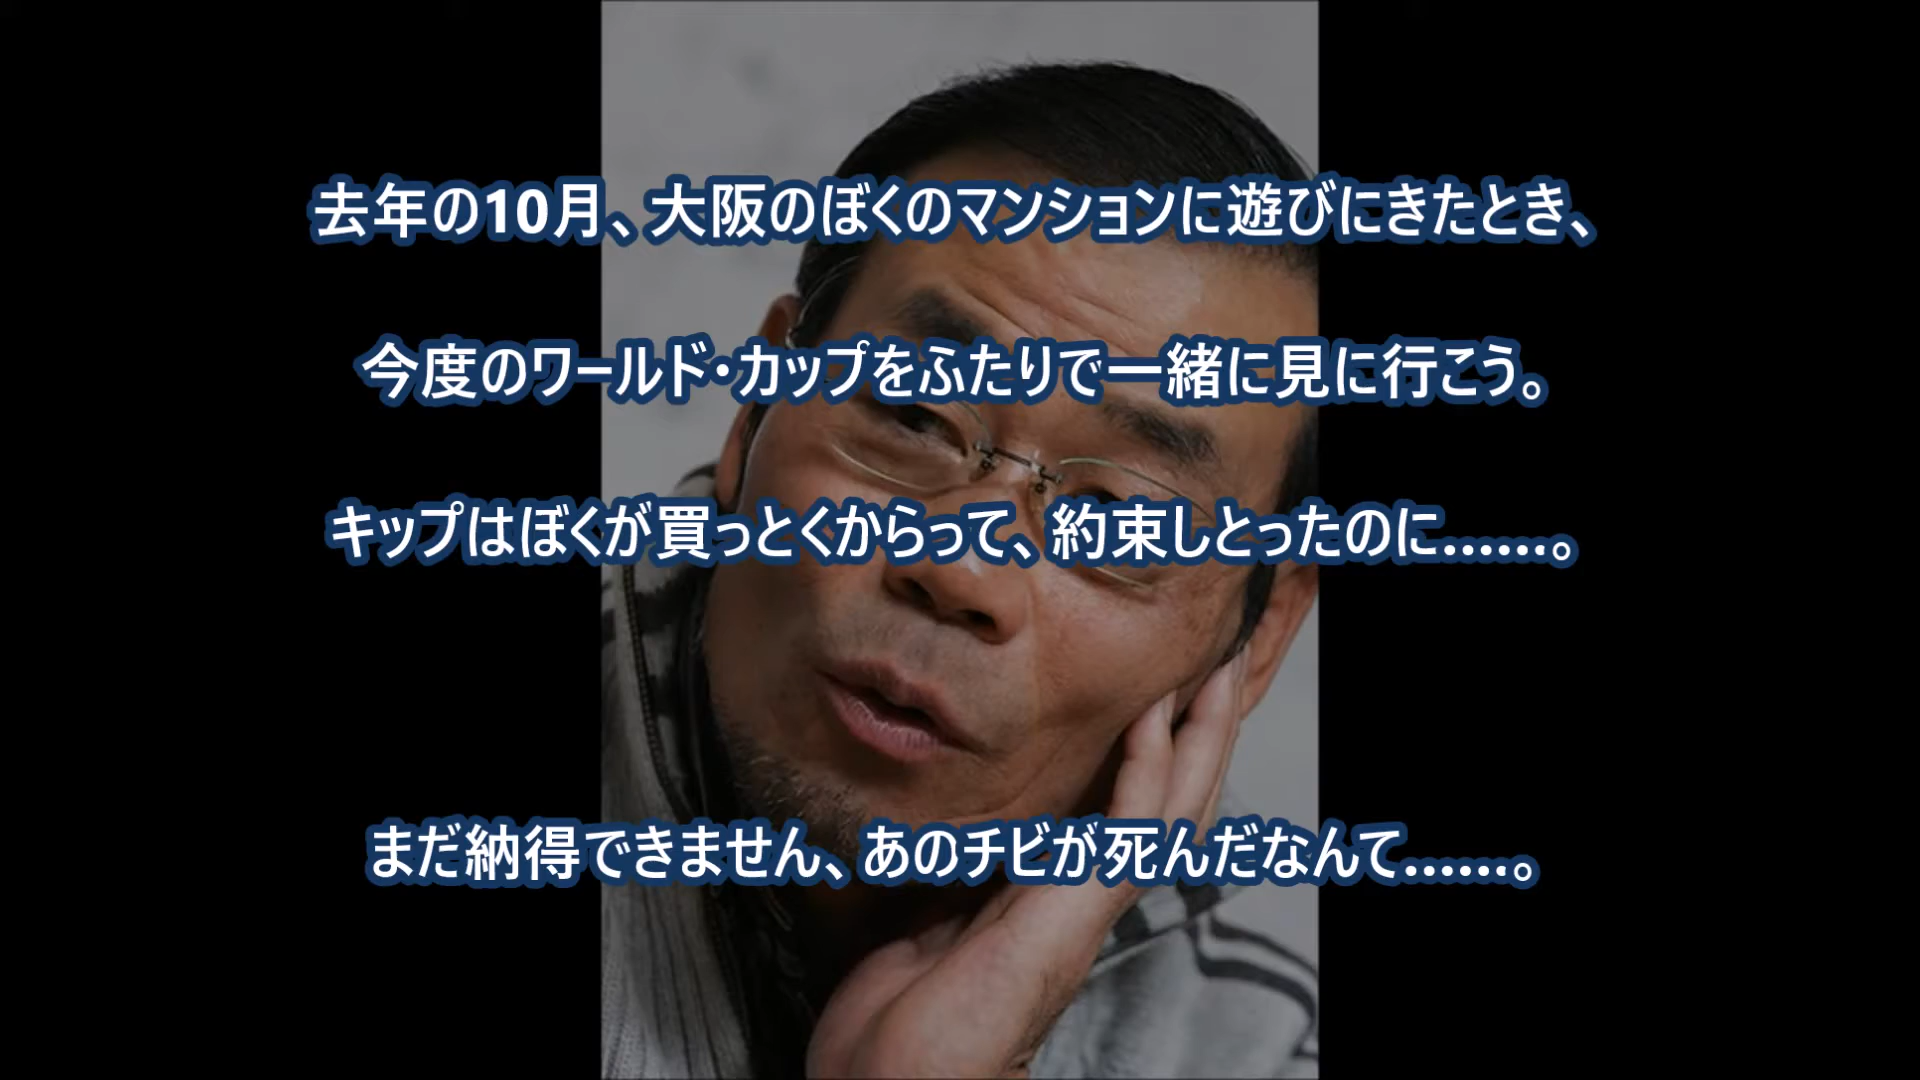 去年の10月、大阪のぼくのマンションに遊びにきたとき、
今度のワールド・カップをふたりで一緒に見に行こう。
キップはぼくが買っとくからって、約束しとったのに……。
まだ納得できません、あのチビが死んだなんて……。